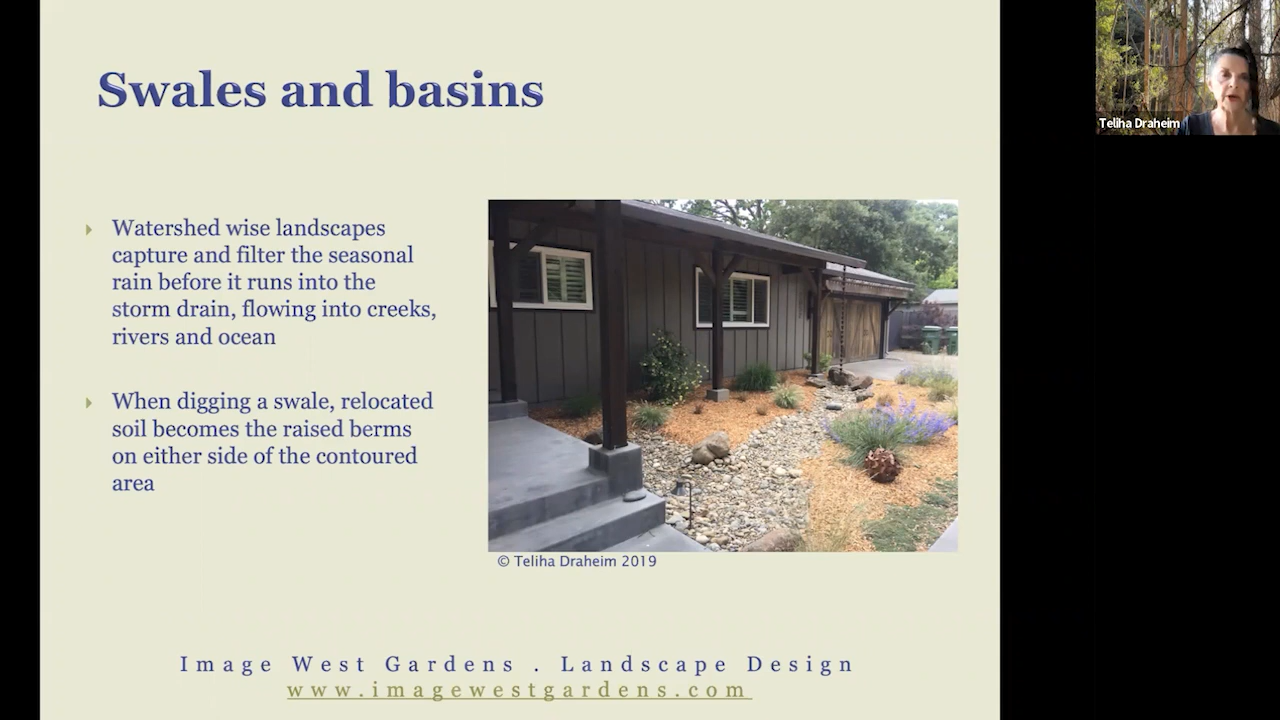 Swales and basins
Watershed wise landscapes
capture and filter the seasonal
rain before it runs into the
storm drain, flowing into creeks,
rivers and ocean
When digging a swale, relocated
soil becomes the raised berms
on either side of the contoured
area
© Teliha Draheim 2019
Image West Gardens . Landscape Design
www.imagewestgardens.com
Teliha Draheim